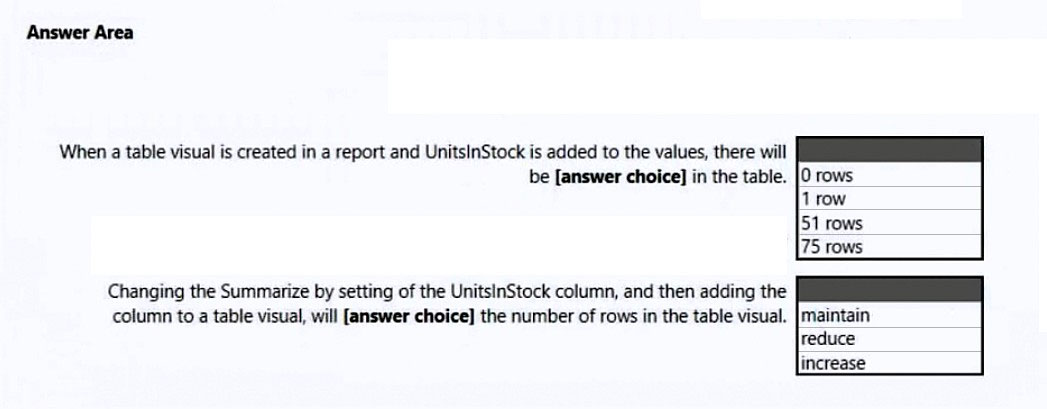 Answer Area
When a table visual is created in a report and UnitsInStock is added to the values, there will
be [answer choice] in the table.
0 rows
1 row
51 rows
75 rows
Changing the Summarize by setting of the UnitsInStock column, and then adding the
column to a table visual, will [answer choice] the number of rows in the table visual.
maintain
reduce
increase